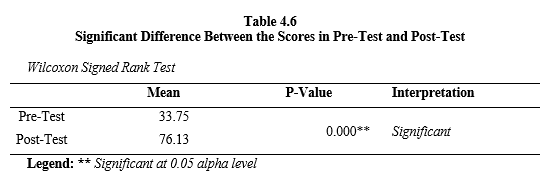 Table 4.6
Significant Difference Between the Scores in Pre-Test and Post-Test
Wilcoxon Signed Rank Test
Mean P-Value Interpretation
Pre-Test 33.75
0.000** Significant
Post-Test 76.13
Legend: ** Significant at 0.05 alpha level